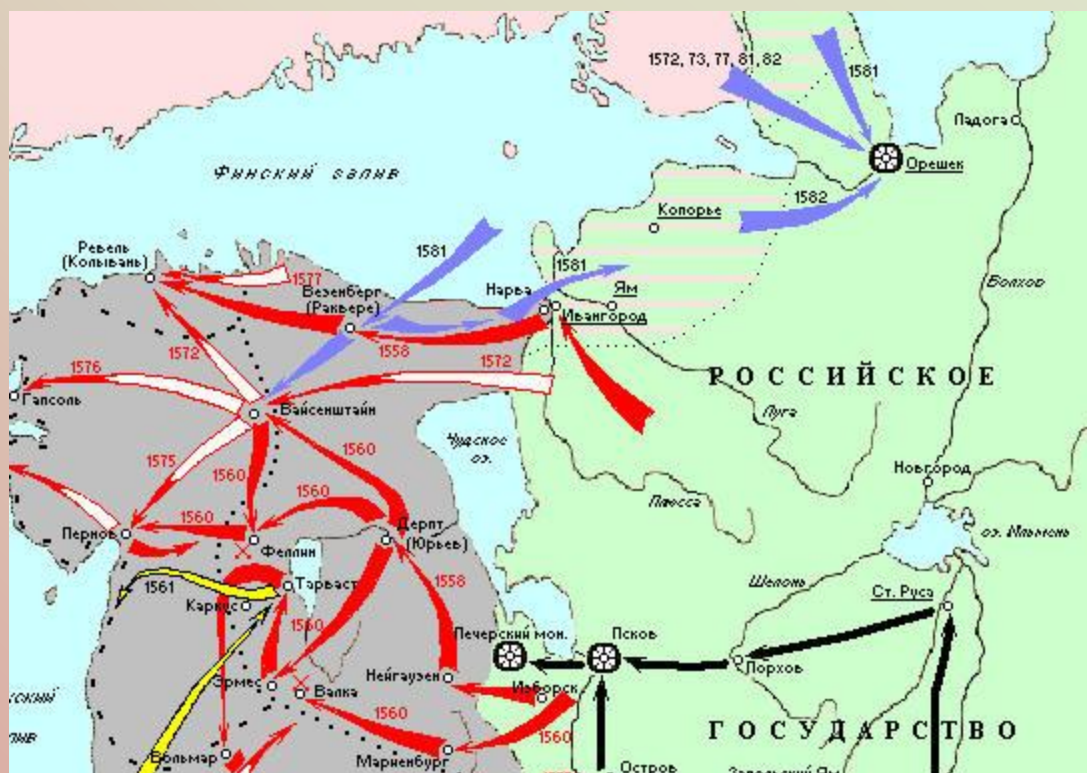 1572, 73, 77, 81, 82
1581
Ладога
Финский залив
Орешек
1582
Копорье
1581
1581
Ревель
(Колывань)
1577
Везенберг
(Раквере)
Нарва
Ям
Ивангород
Волхов
1558
1572
1572
1576
РОССИЙСКОЕ
Гапсоль
Вайсенштайн
Луга
Чудское
оз.
1560
1575
1560
Новгород
1560
Плюсса
Пернов
1560
Феллин
Дерпт
(Юрьев)
оз. Ильмень
1561
Тарваст
1558
Шелонь
Каркус
Ст. Руса
1560
Печерский мон.
Псков
Порхов
Эрмес
Валка
Нейгаузен
Изборск
1560
1560
ГОСУДАРСТВО
Вольмар
Мариенбург
Остров